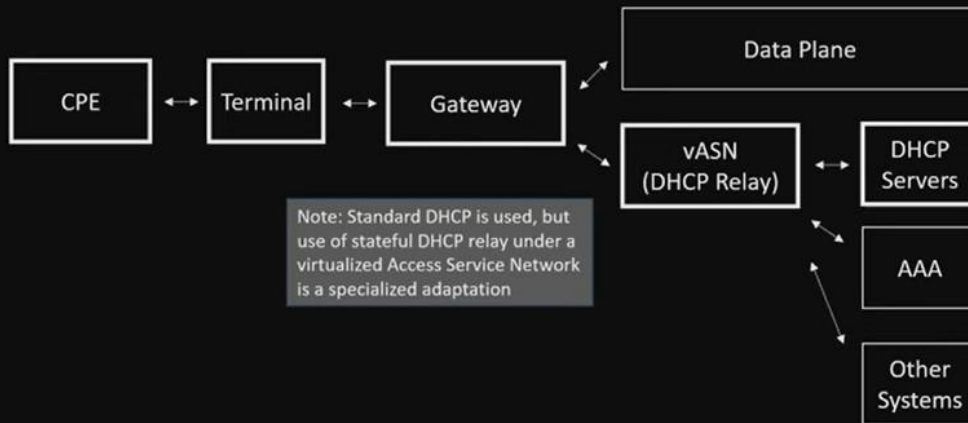 Data Plane
CPE
Terminal
Gateway
vASN
(DHCP Relay)
DHCP
Servers
Note: Standard DHCP is used, but
use of stateful DHCP relay under a
virtualized Access Service Network
is a specialized adaptation
AAA
Other
Systems